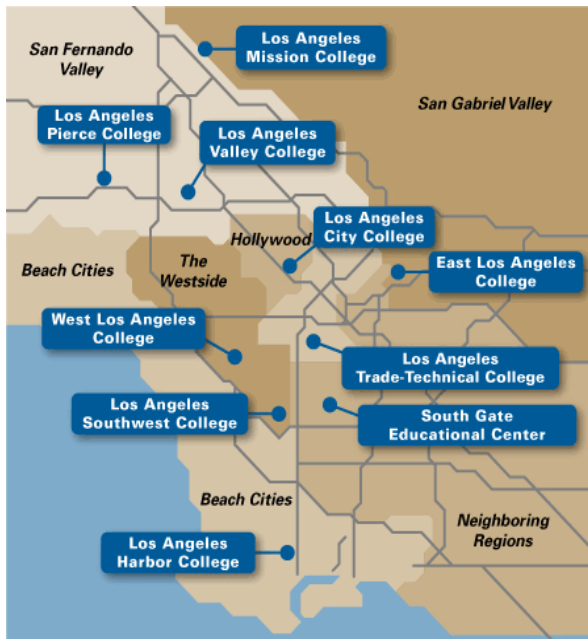 Los Angeles
Mission College
San Fernando
Valley
San Gabriel Valley
Los Angeles
Pierce College
Los Angeles
Valley College
Los Angeles
City College
Hollywood
The
Westside
Beach Cities
East Los Angeles
College
West Los Angeles
College
Los Angeles
Trade-Technical College
Los Angeles
Southwest College
South Gate
Educational Center
Beach Cities
Neighboring
Regions
Los Angeles
Harbor College